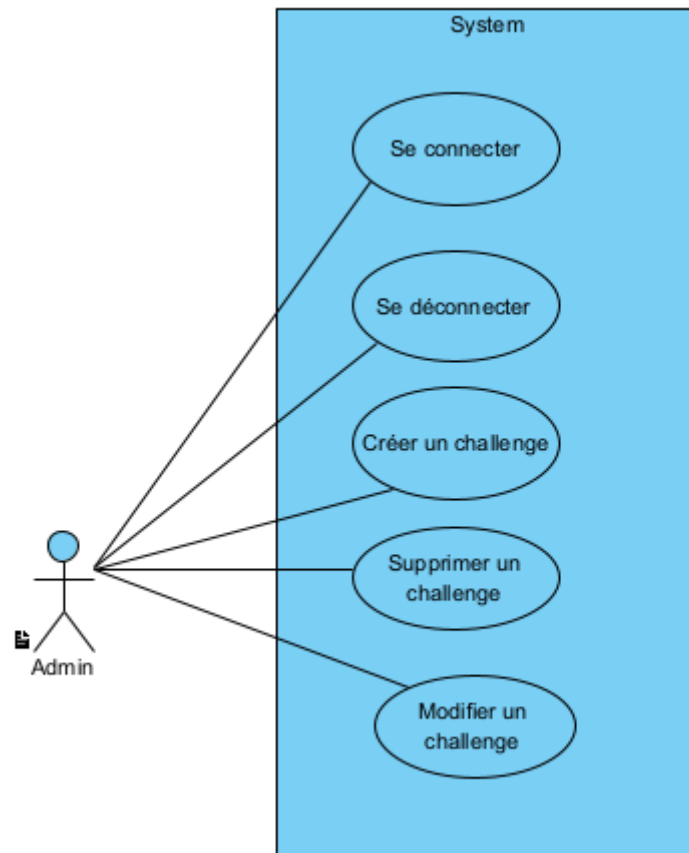 System
Se connecter
Se déconnecter
Créer un challenge
Supprimer un
challenge
Admin
Modifier un
challenge